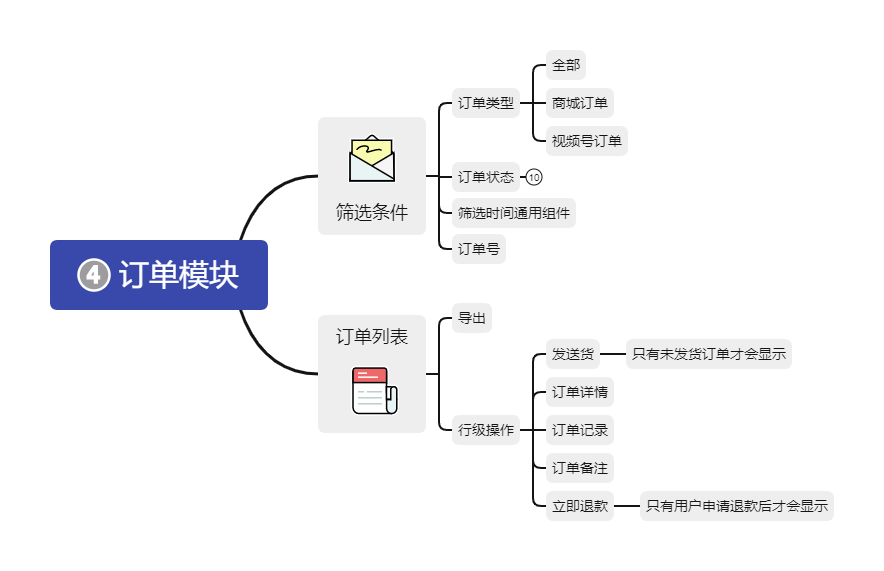 4 订单模块
筛选条件
订单类型
全部
商城订单
视频号订单
订单状态
10
筛选时间通用组件
订单号
订单列表
导出
行级操作
发送货
只有未发货订单才会显示
订单详情
订单记录
订单备注
立即退款
只有用户申请退款后才会显示